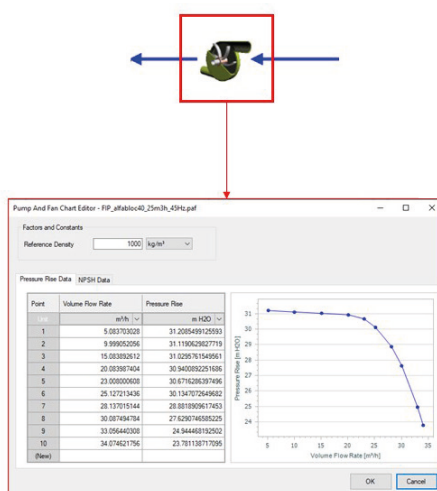 Pump And Fan Chart Editor - FIP_alfabloc40_25m3h_45Hz.paf
Factors and Constants
Reference Density 1000 kg/m³
Pressure Rise Data NPSH Data
Point Volume Flow Rate Pressure Rise
Unit m³/h m H2O
1 5.083703028 31.2085499125593
2 9.999052056 31.1190629827719
3 15.083892612 31.0295761549561
4 20.083987404 30.9400892251686
5 23.008000608 30.6716286397496
6 25.127213436 30.1347072649682
7 28.137015144 28.8818909617453
8 30.087494784 27.6290746585225
9 33.056440308 24.944468192502
10 34.074621756 23.781138717095
(New)
Pressure Rise [m H2O]
31
30
29
28
27
26
25
24
5 10 15 20 25 30 35
Volume Flow Rate [m³/h]
OK Cancel